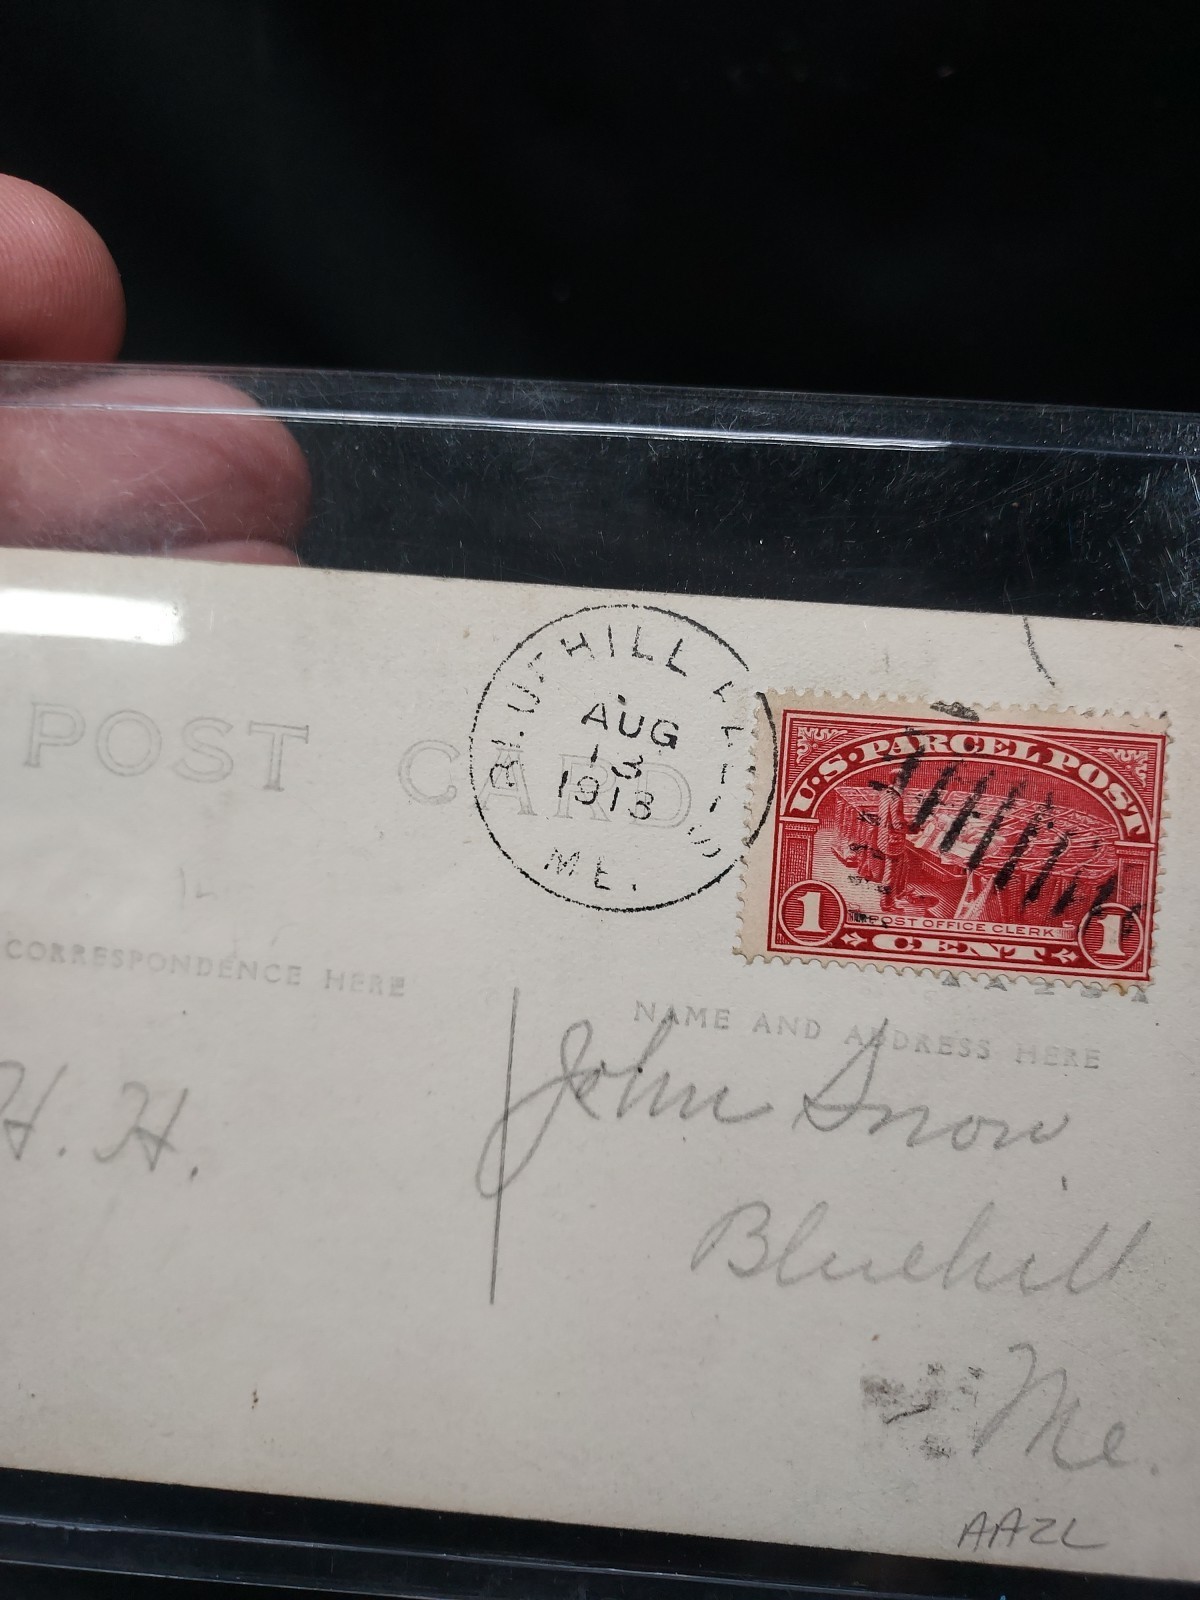 POST CARD
BLUEHILL FALLS
AUG
13
1913
ME.
U.S. PARCEL POST
POST OFFICE CLERK
1 CENT 1
CORRESPONDENCE HERE
NAME AND ADDRESS HERE
H. H.
John Snow,
Bluehill
Me.
AAZL